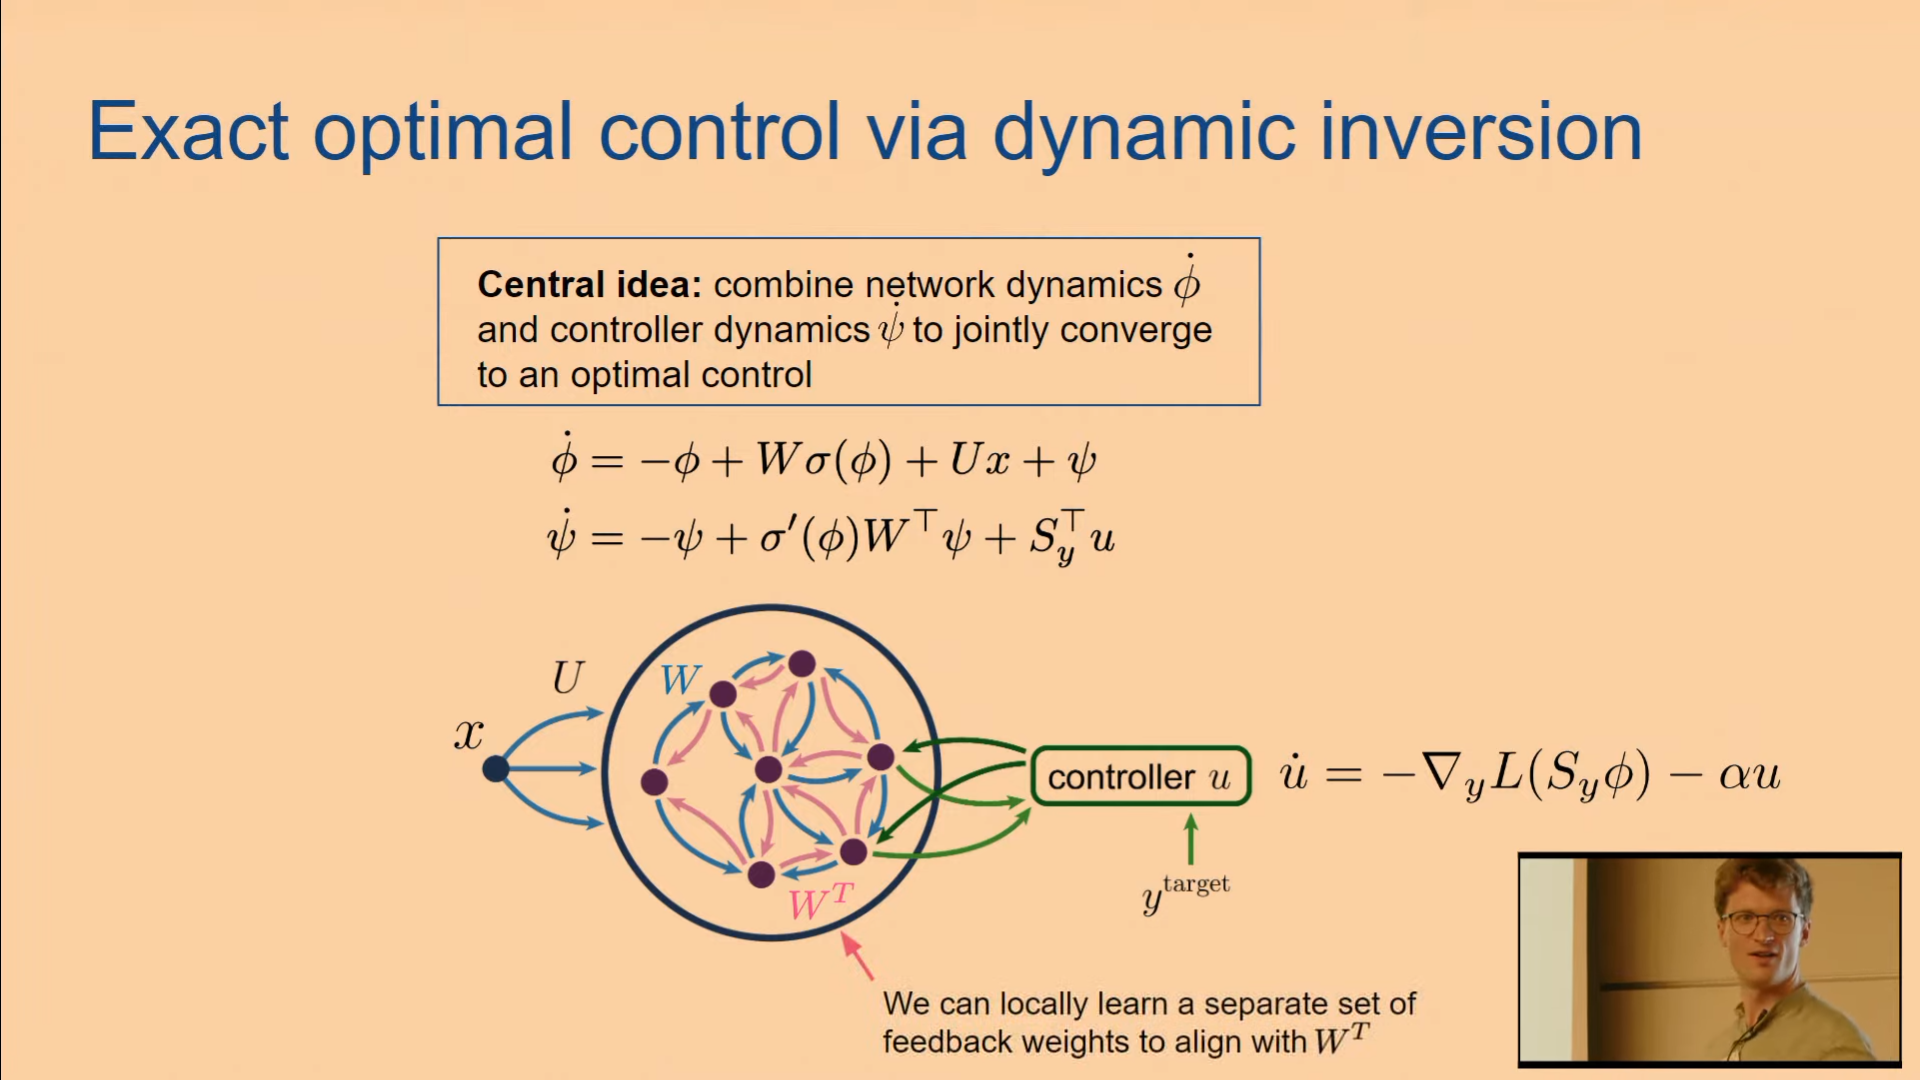 Exact optimal control via dynamic inversion
Central idea: combine network dynamics $\dot{\phi}$
and controller dynamics $\dot{\psi}$ to jointly converge
to an optimal control
$\dot{\phi} = -\phi + W\sigma(\phi) + Ux + \psi$
$\dot{\psi} = -\psi + \sigma'(\phi)W^\top\psi + S_y^\top u$
U
W
x
controller u
$\dot{u} = -\nabla_y L(S_y\phi) - \alpha u$
$y^{\text{target}}$
$W^T$
We can locally learn a separate set of
feedback weights to align with $W^T$